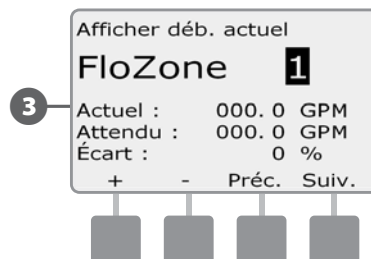 Afficher déb. actuel
FloZone 1
3
Actuel : 000. 0 GPM
Attendu : 000. 0 GPM
Écart : 0 %
+ - Préc. Suiv.